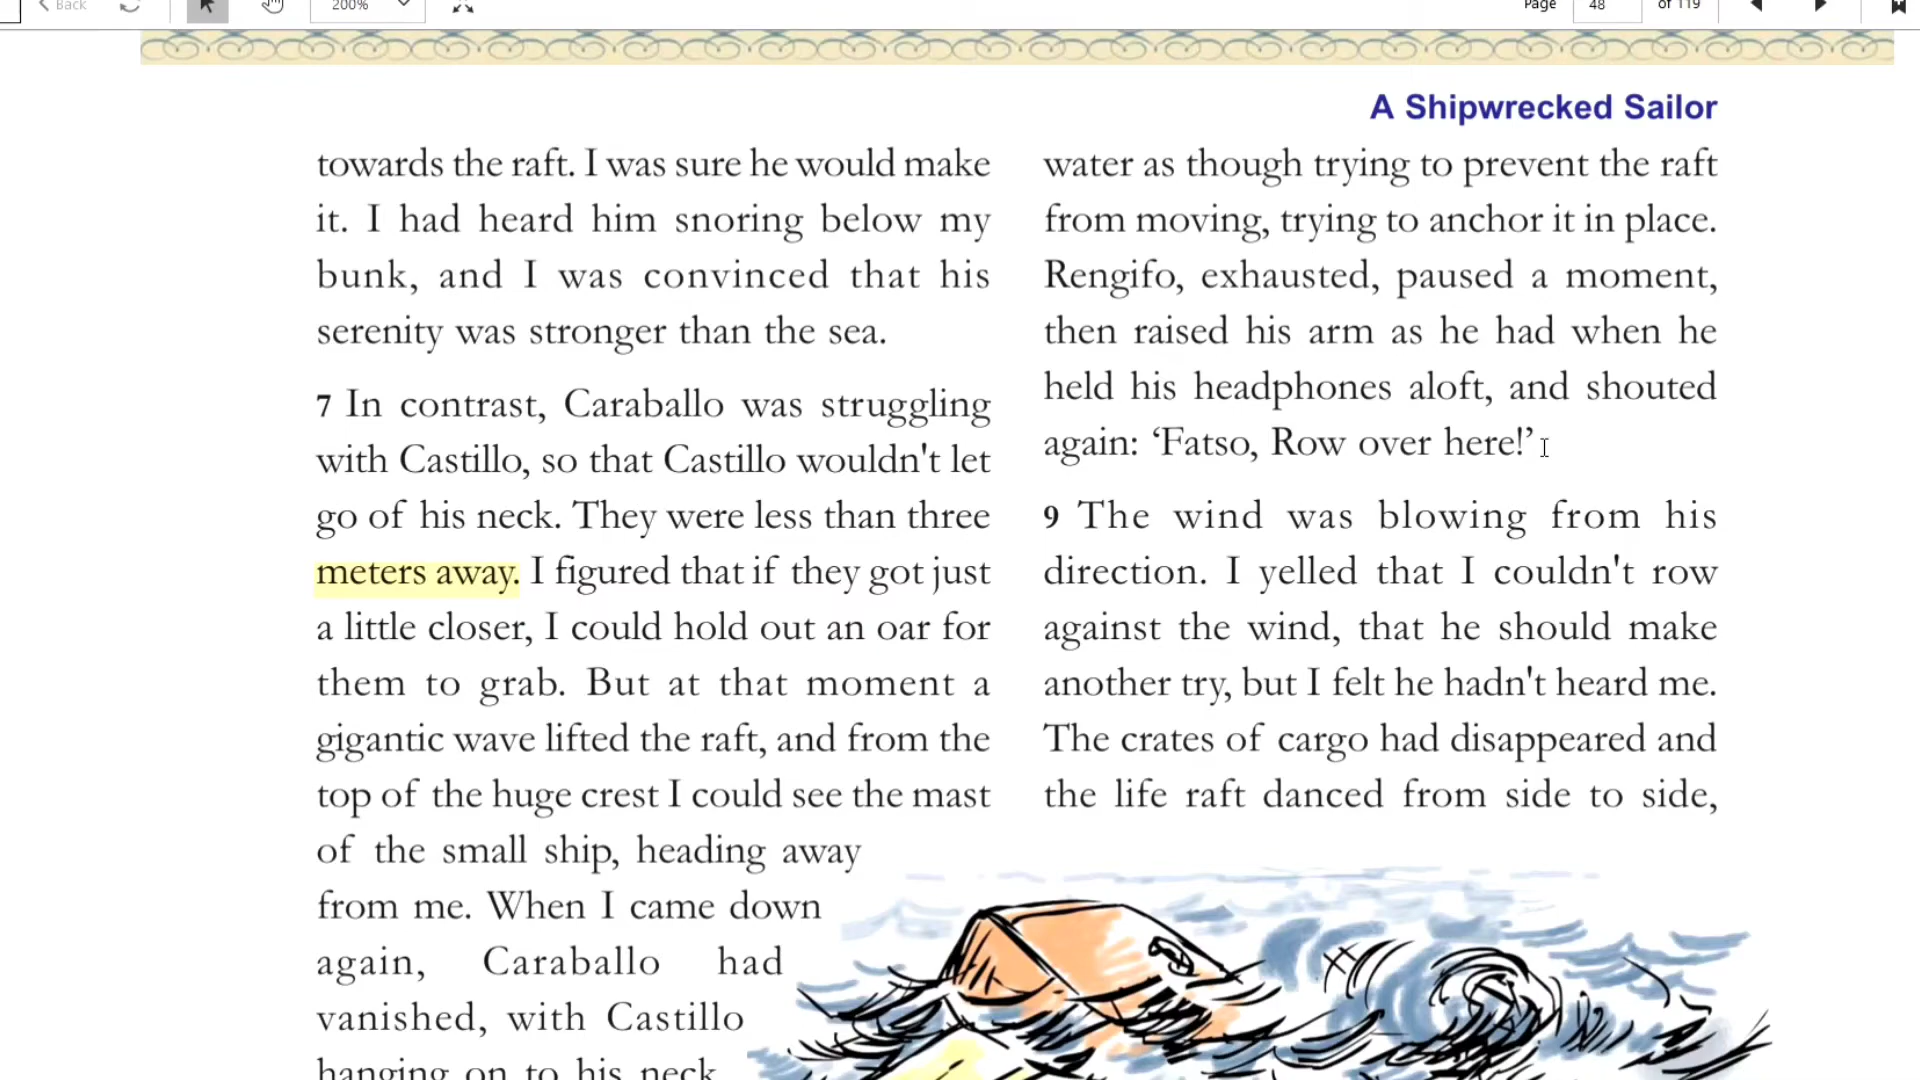 Back
200%
Page
48
of 119
A Shipwrecked Sailor
towards the raft. I was sure he would make
it. I had heard him snoring below my
bunk, and I was convinced that his
serenity was stronger than the sea.
7 In contrast, Caraballo was struggling
with Castillo, so that Castillo wouldn't let
go of his neck. They were less than three
meters away. I figured that if they got just
a little closer, I could hold out an oar for
them to grab. But at that moment a
gigantic wave lifted the raft, and from the
top of the huge crest I could see the mast
of the small ship, heading away
from me. When I came down
again, Caraballo had
vanished, with Castillo
hanging on to his neck
water as though trying to prevent the raft
from moving, trying to anchor it in place.
Rengifo, exhausted, paused a moment,
then raised his arm as he had when he
held his headphones aloft, and shouted
again: ‘Fatso, Row over here!’
9 The wind was blowing from his
direction. I yelled that I couldn't row
against the wind, that he should make
another try, but I felt he hadn't heard me.
The crates of cargo had disappeared and
the life raft danced from side to side,